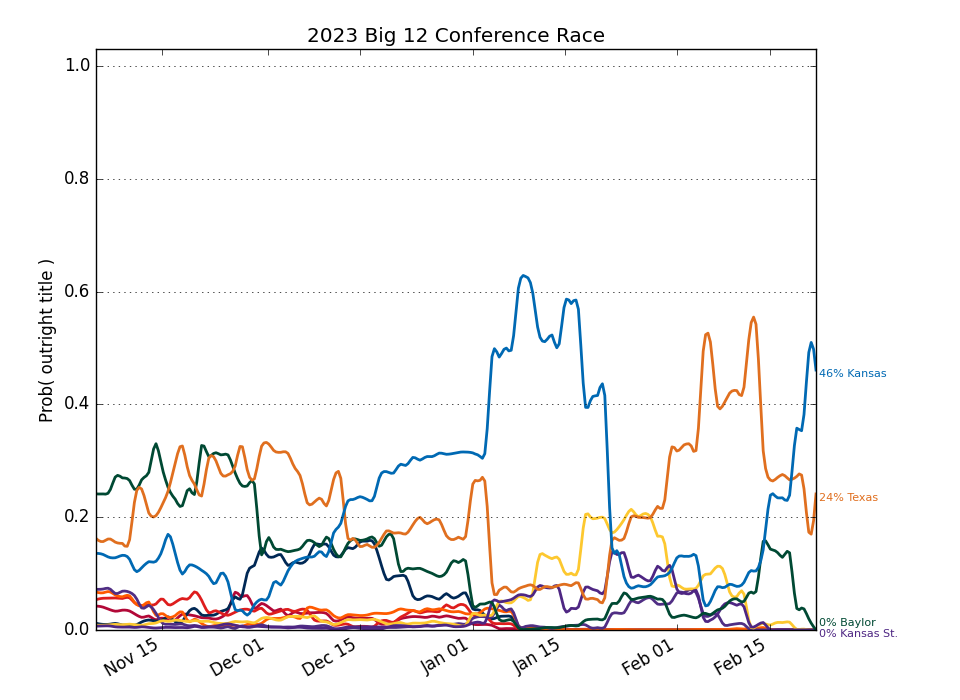 2023 Big 12 Conference Race
Prob( outright title )
1.0
0.8
0.6
0.4
0.2
0.0
46% Kansas
24% Texas
0% Baylor
0% Kansas St.
Nov 15
Dec 01
Dec 15
Jan 01
Jan 15
Feb 01
Feb 15